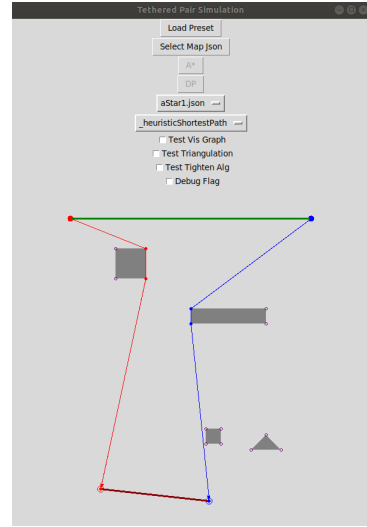 Tethered Pair Simulation
Load Preset
Select Map Json
A*
DP
aStar1.json
_heuristicShortestPath
Test Vis Graph
Test Triangulation
Test Tighten Alg
Debug Flag